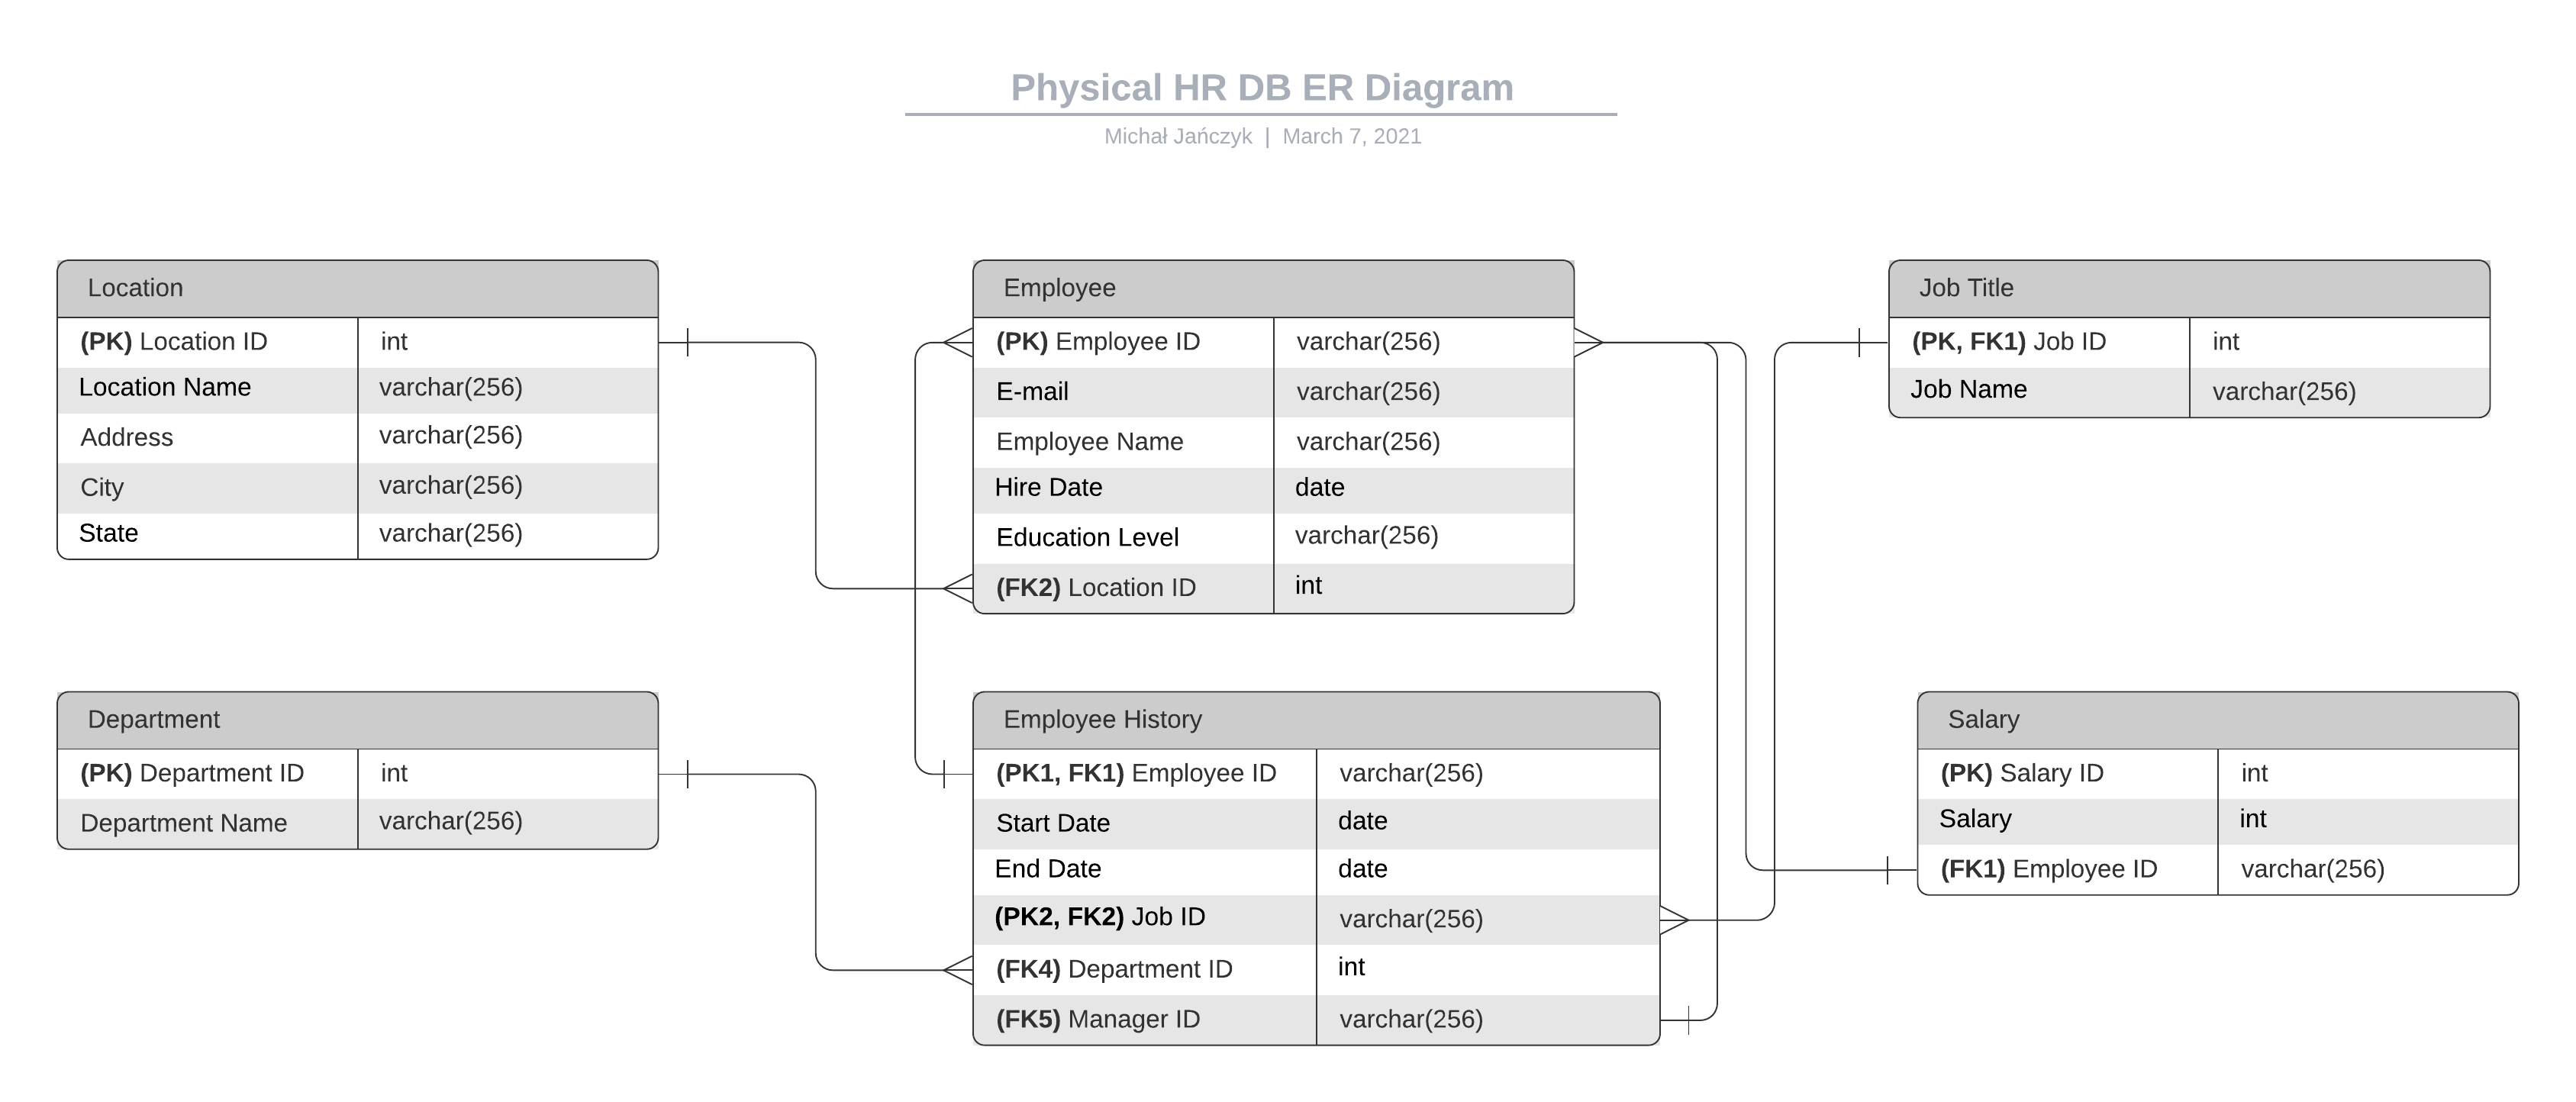 Physical HR DB ER Diagram
Michał Jańczyk | March 7, 2021
Location
(PK) Location ID int
Location Name varchar(256)
Address varchar(256)
City varchar(256)
State varchar(256)
Employee
(PK) Employee ID varchar(256)
E-mail varchar(256)
Employee Name varchar(256)
Hire Date date
Education Level varchar(256)
(FK2) Location ID int
Job Title
(PK, FK1) Job ID int
Job Name varchar(256)
Department
(PK) Department ID int
Department Name varchar(256)
Employee History
(PK1, FK1) Employee ID varchar(256)
Start Date date
End Date date
(PK2, FK2) Job ID varchar(256)
(FK4) Department ID int
(FK5) Manager ID varchar(256)
Salary
(PK) Salary ID int
Salary int
(FK1) Employee ID varchar(256)